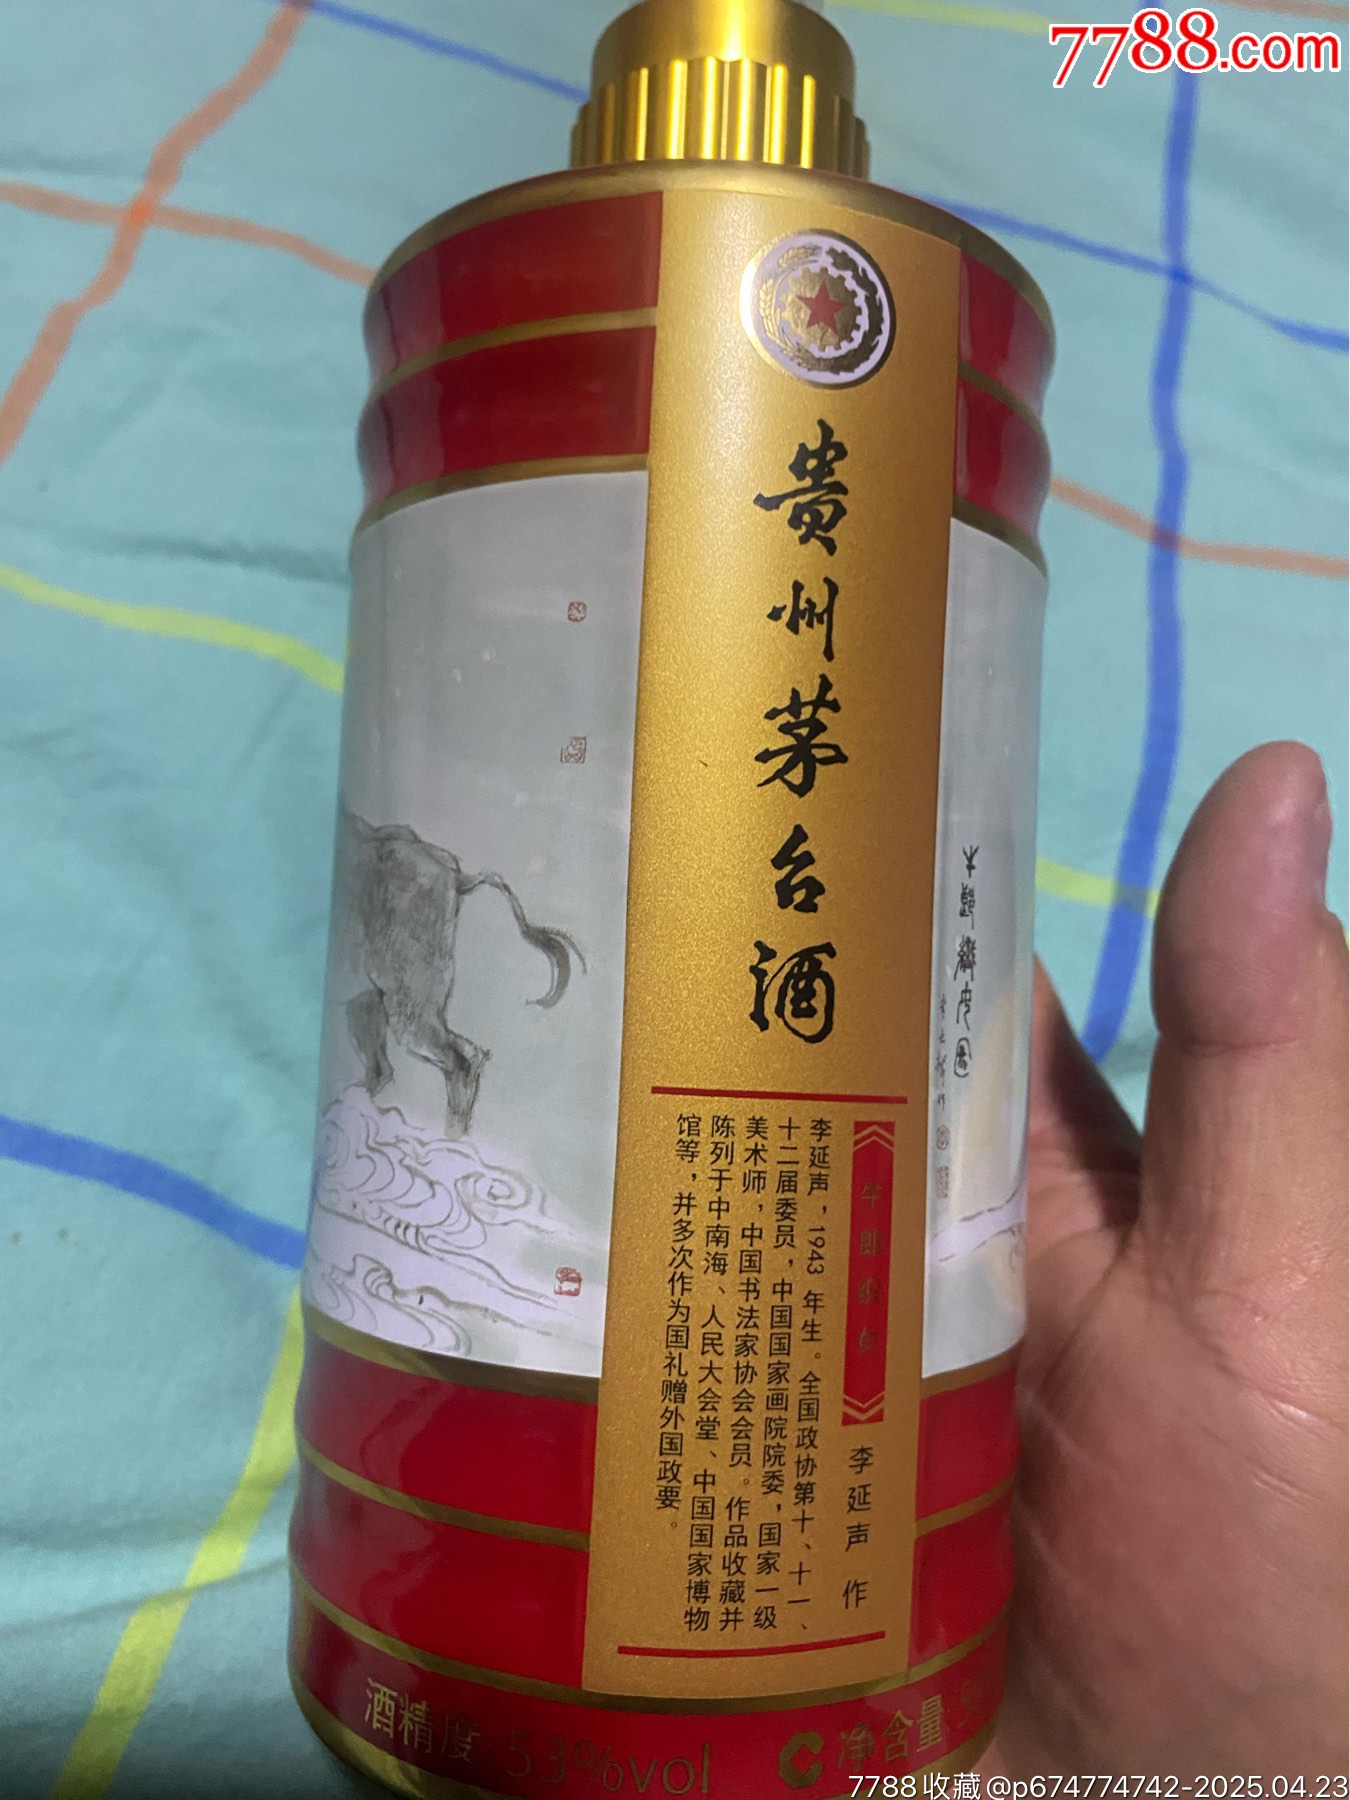 7788.com
贵州茅台酒
牛郎织女
李延声 作
李延声，1943 年生。全国政协第十、十一、
十二届委员，中国国家画院院委，国家一级
美术师，中国书法家协会会员。作品收藏并
陈列于中南海、人民大会堂、中国国家博物
馆等，并多次作为国礼赠外国政要。
酒精度 53%vol
净含量
7788收藏@p674774742-2025.04.23